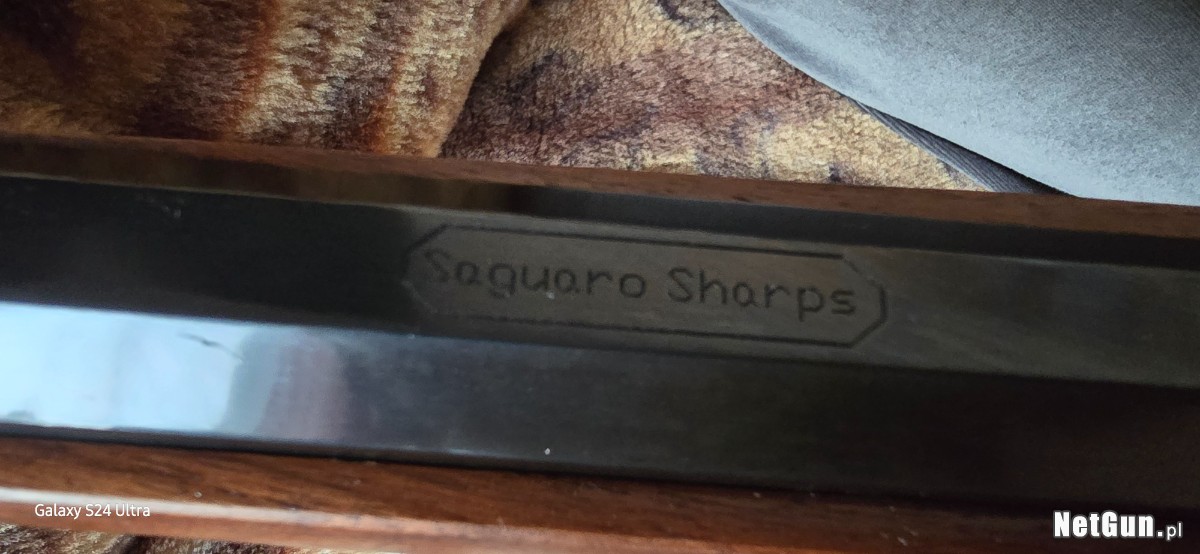 Saguaro Sharps
Galaxy S24 Ultra
NetGun.pl